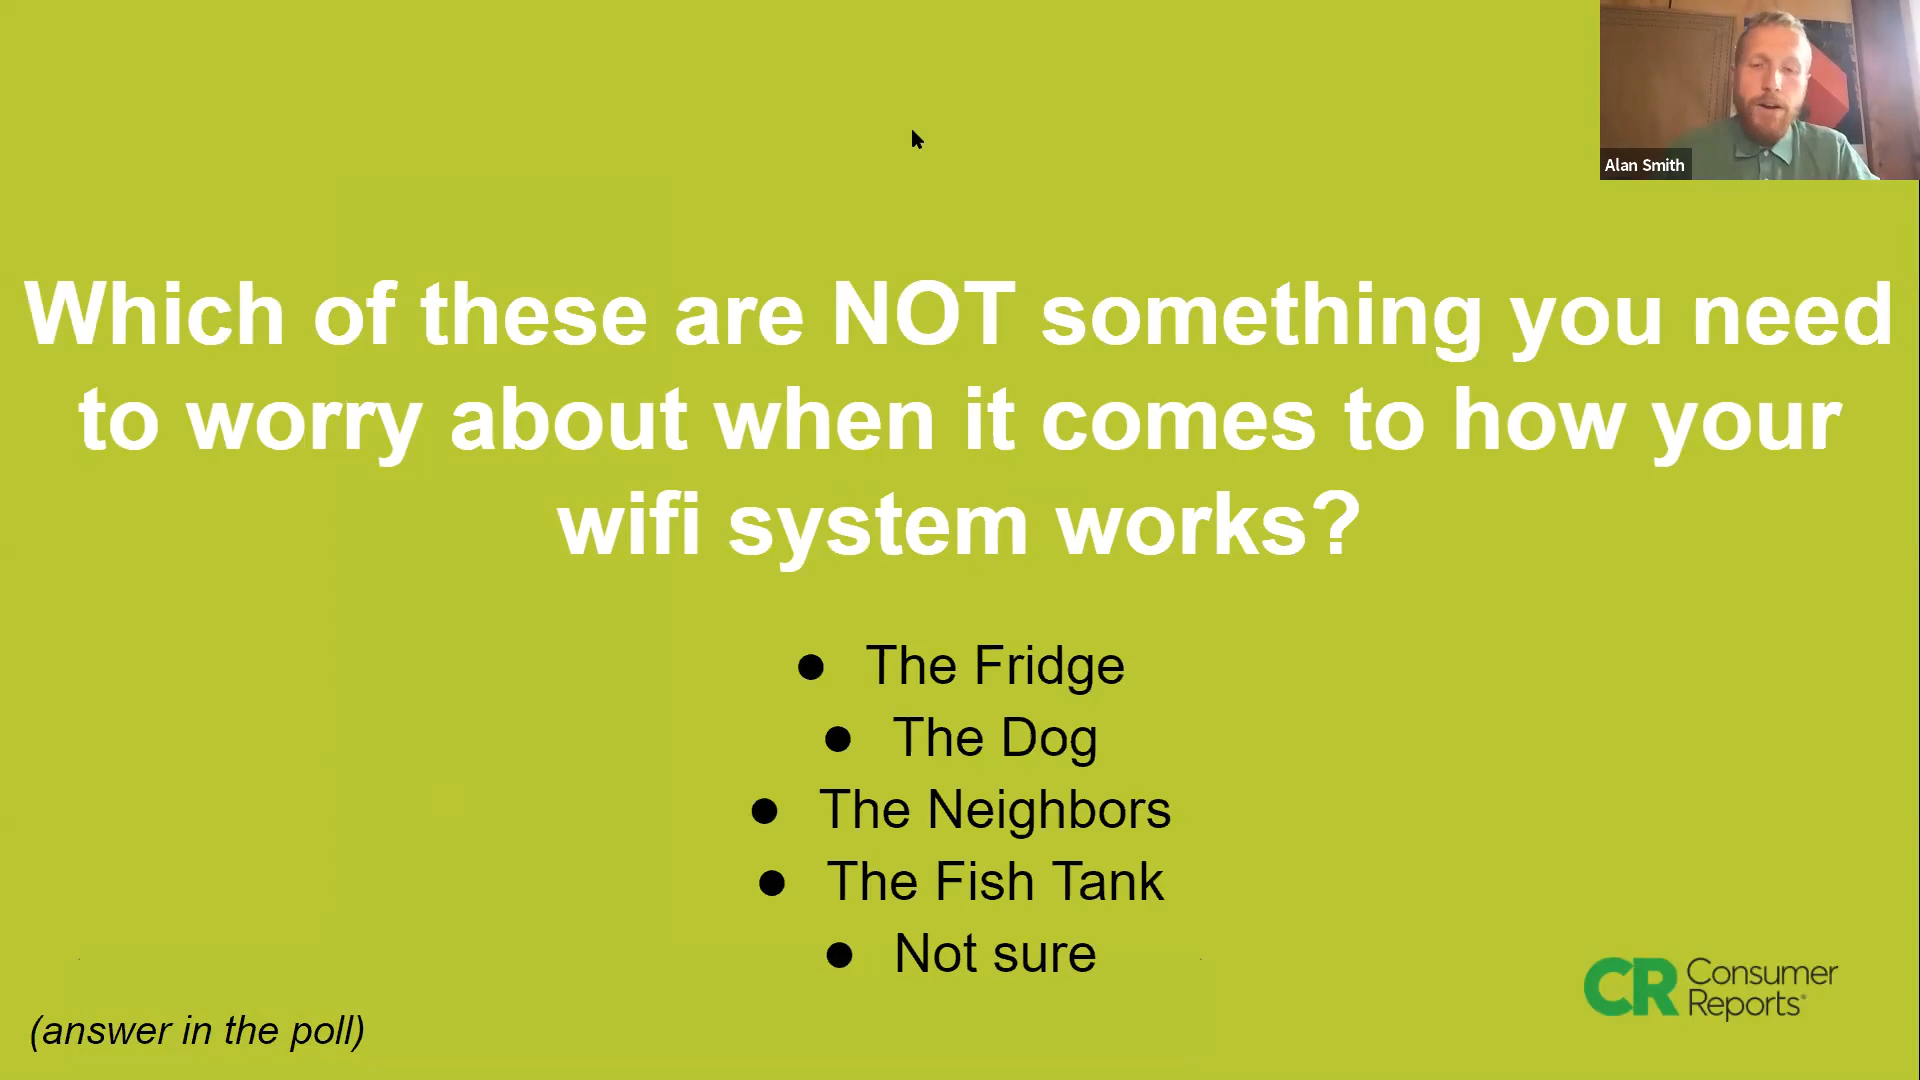 Alan Smith
Which of these are NOT something you need
to worry about when it comes to how your
wifi system works?
● The Fridge
● The Dog
● The Neighbors
● The Fish Tank
● Not sure
(answer in the poll)
CR Consumer
Reports®